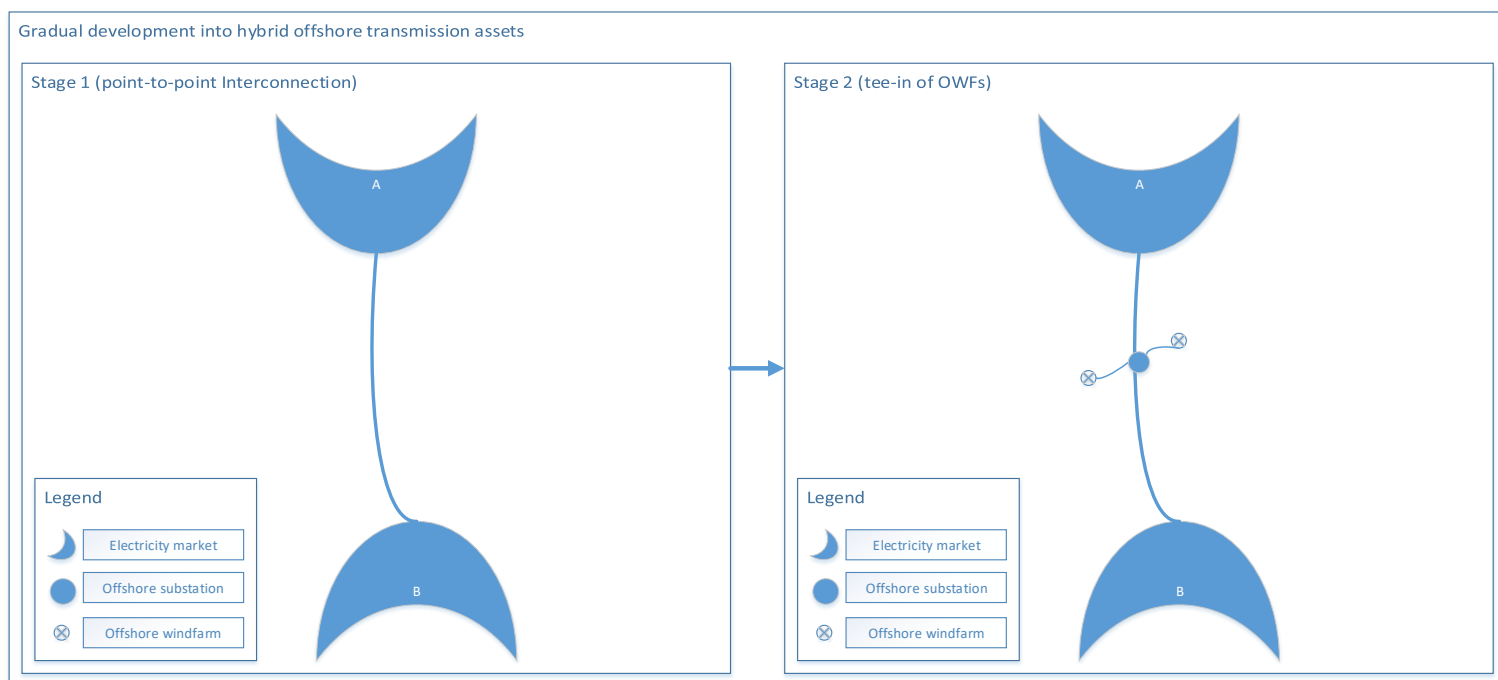 Gradual development into hybrid offshore transmission assets
Stage 1 (point-to-point Interconnection)
A
B
Legend
Electricity market
Offshore substation
Offshore windfarm
Stage 2 (tee-in of OWFs)
A
B
Legend
Electricity market
Offshore substation
Offshore windfarm